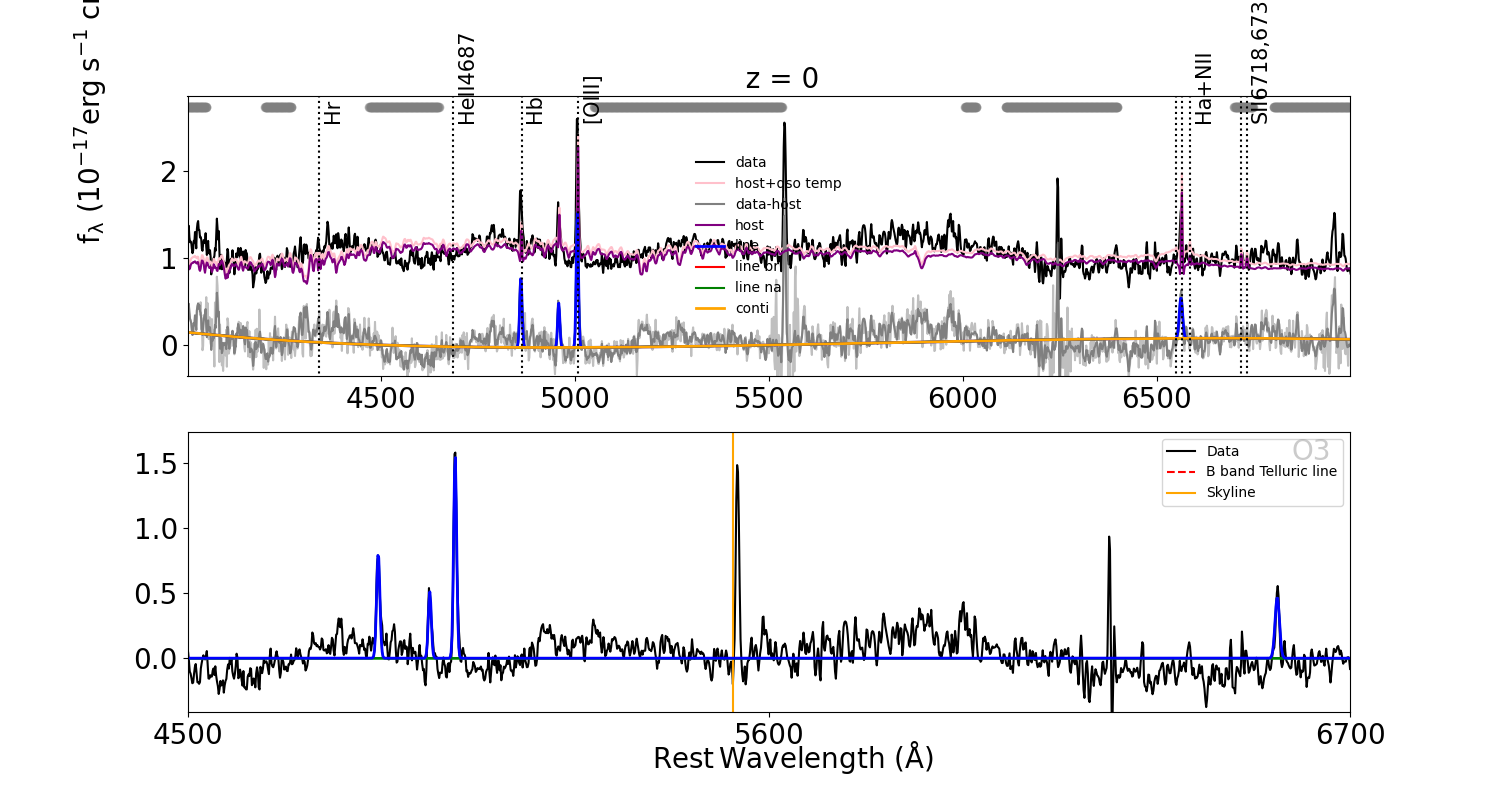 z = 0
f_λ (10^{-17} erg s^{-1} c
Hr
HeII4687
Hb
[OIII]
Ha+NII
SII6718,673
data
host+qso temp
data-host
host
line
line br
line na
conti
2
1
0
4500 5000 5500 6000 6500
O3
Data
B band Telluric line
Skyline
1.5
1.0
0.5
0.0
4500 5600 6700
Rest Wavelength (Å)